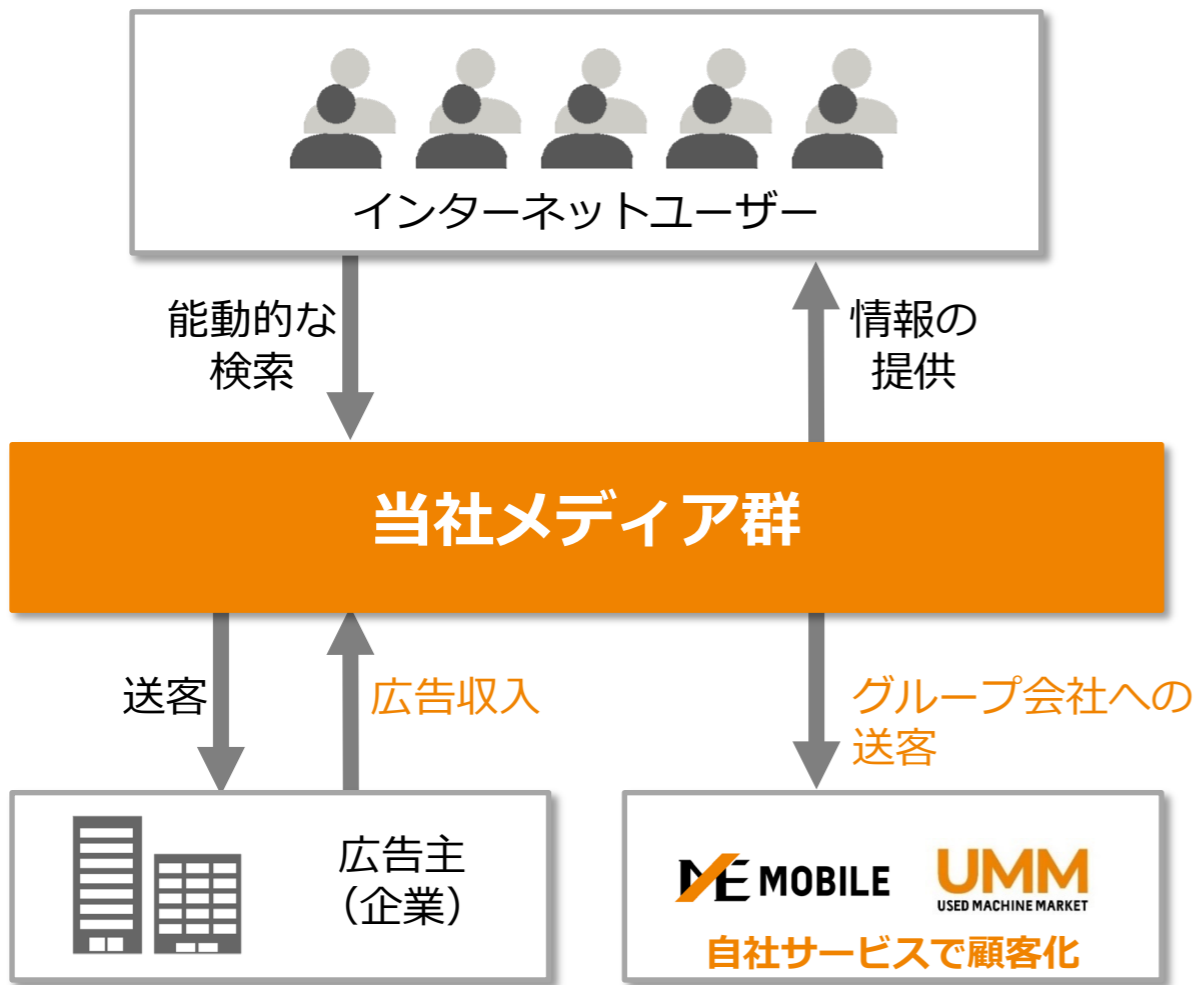 インターネットユーザー
能動的な
検索
情報の
提供
当社メディア群
送客
広告収入
グループ会社への
送客
広告主
（企業）
MOBILE
UMM
USED MACHINE MARKET
自社サービスで顧客化